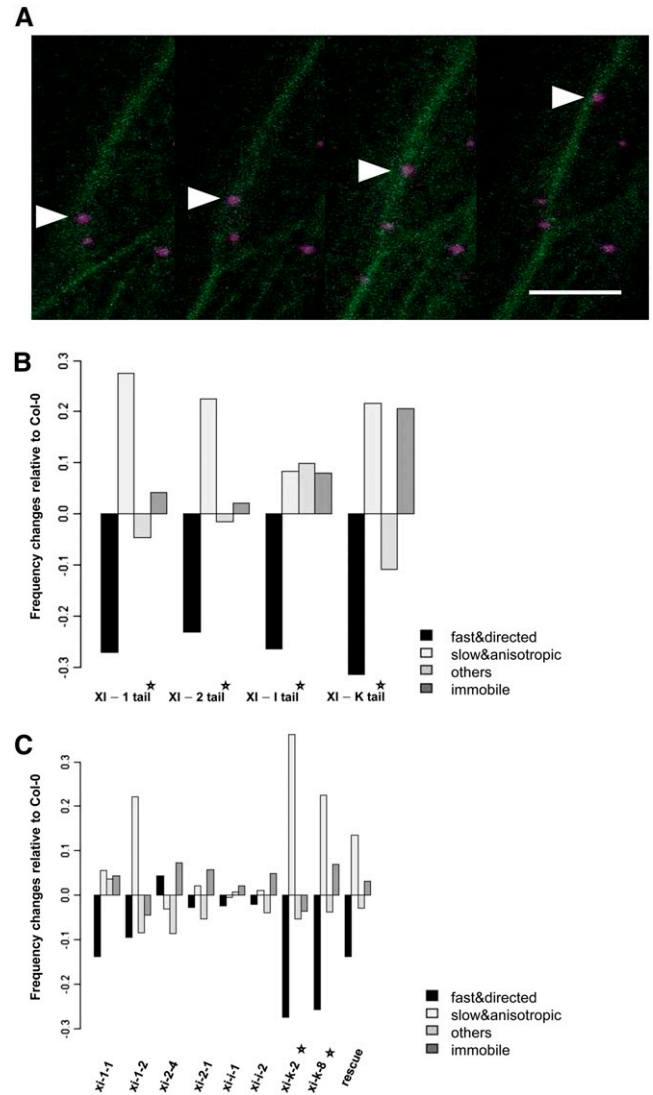 A
B
Frequency changes relative to Col-0
0.3
0.2
0.1
0.0
-0.1
-0.2
-0.3
XI – 1 tail ☆
XI – 2 tail ☆
XI – I tail ☆
XI – K tail ☆
fast&directed
slow&anisotropic
others
immobile
C
Frequency changes relative to Col-0
0.3
0.2
0.1
0.0
-0.1
-0.2
-0.3
xi-1-1
xi-1-2
xi-2-4
xi-2-1
xi-i-1
xi-i-2
xi-k-2 ☆
xi-k-8 ☆
rescue
fast&directed
slow&anisotropic
others
immobile